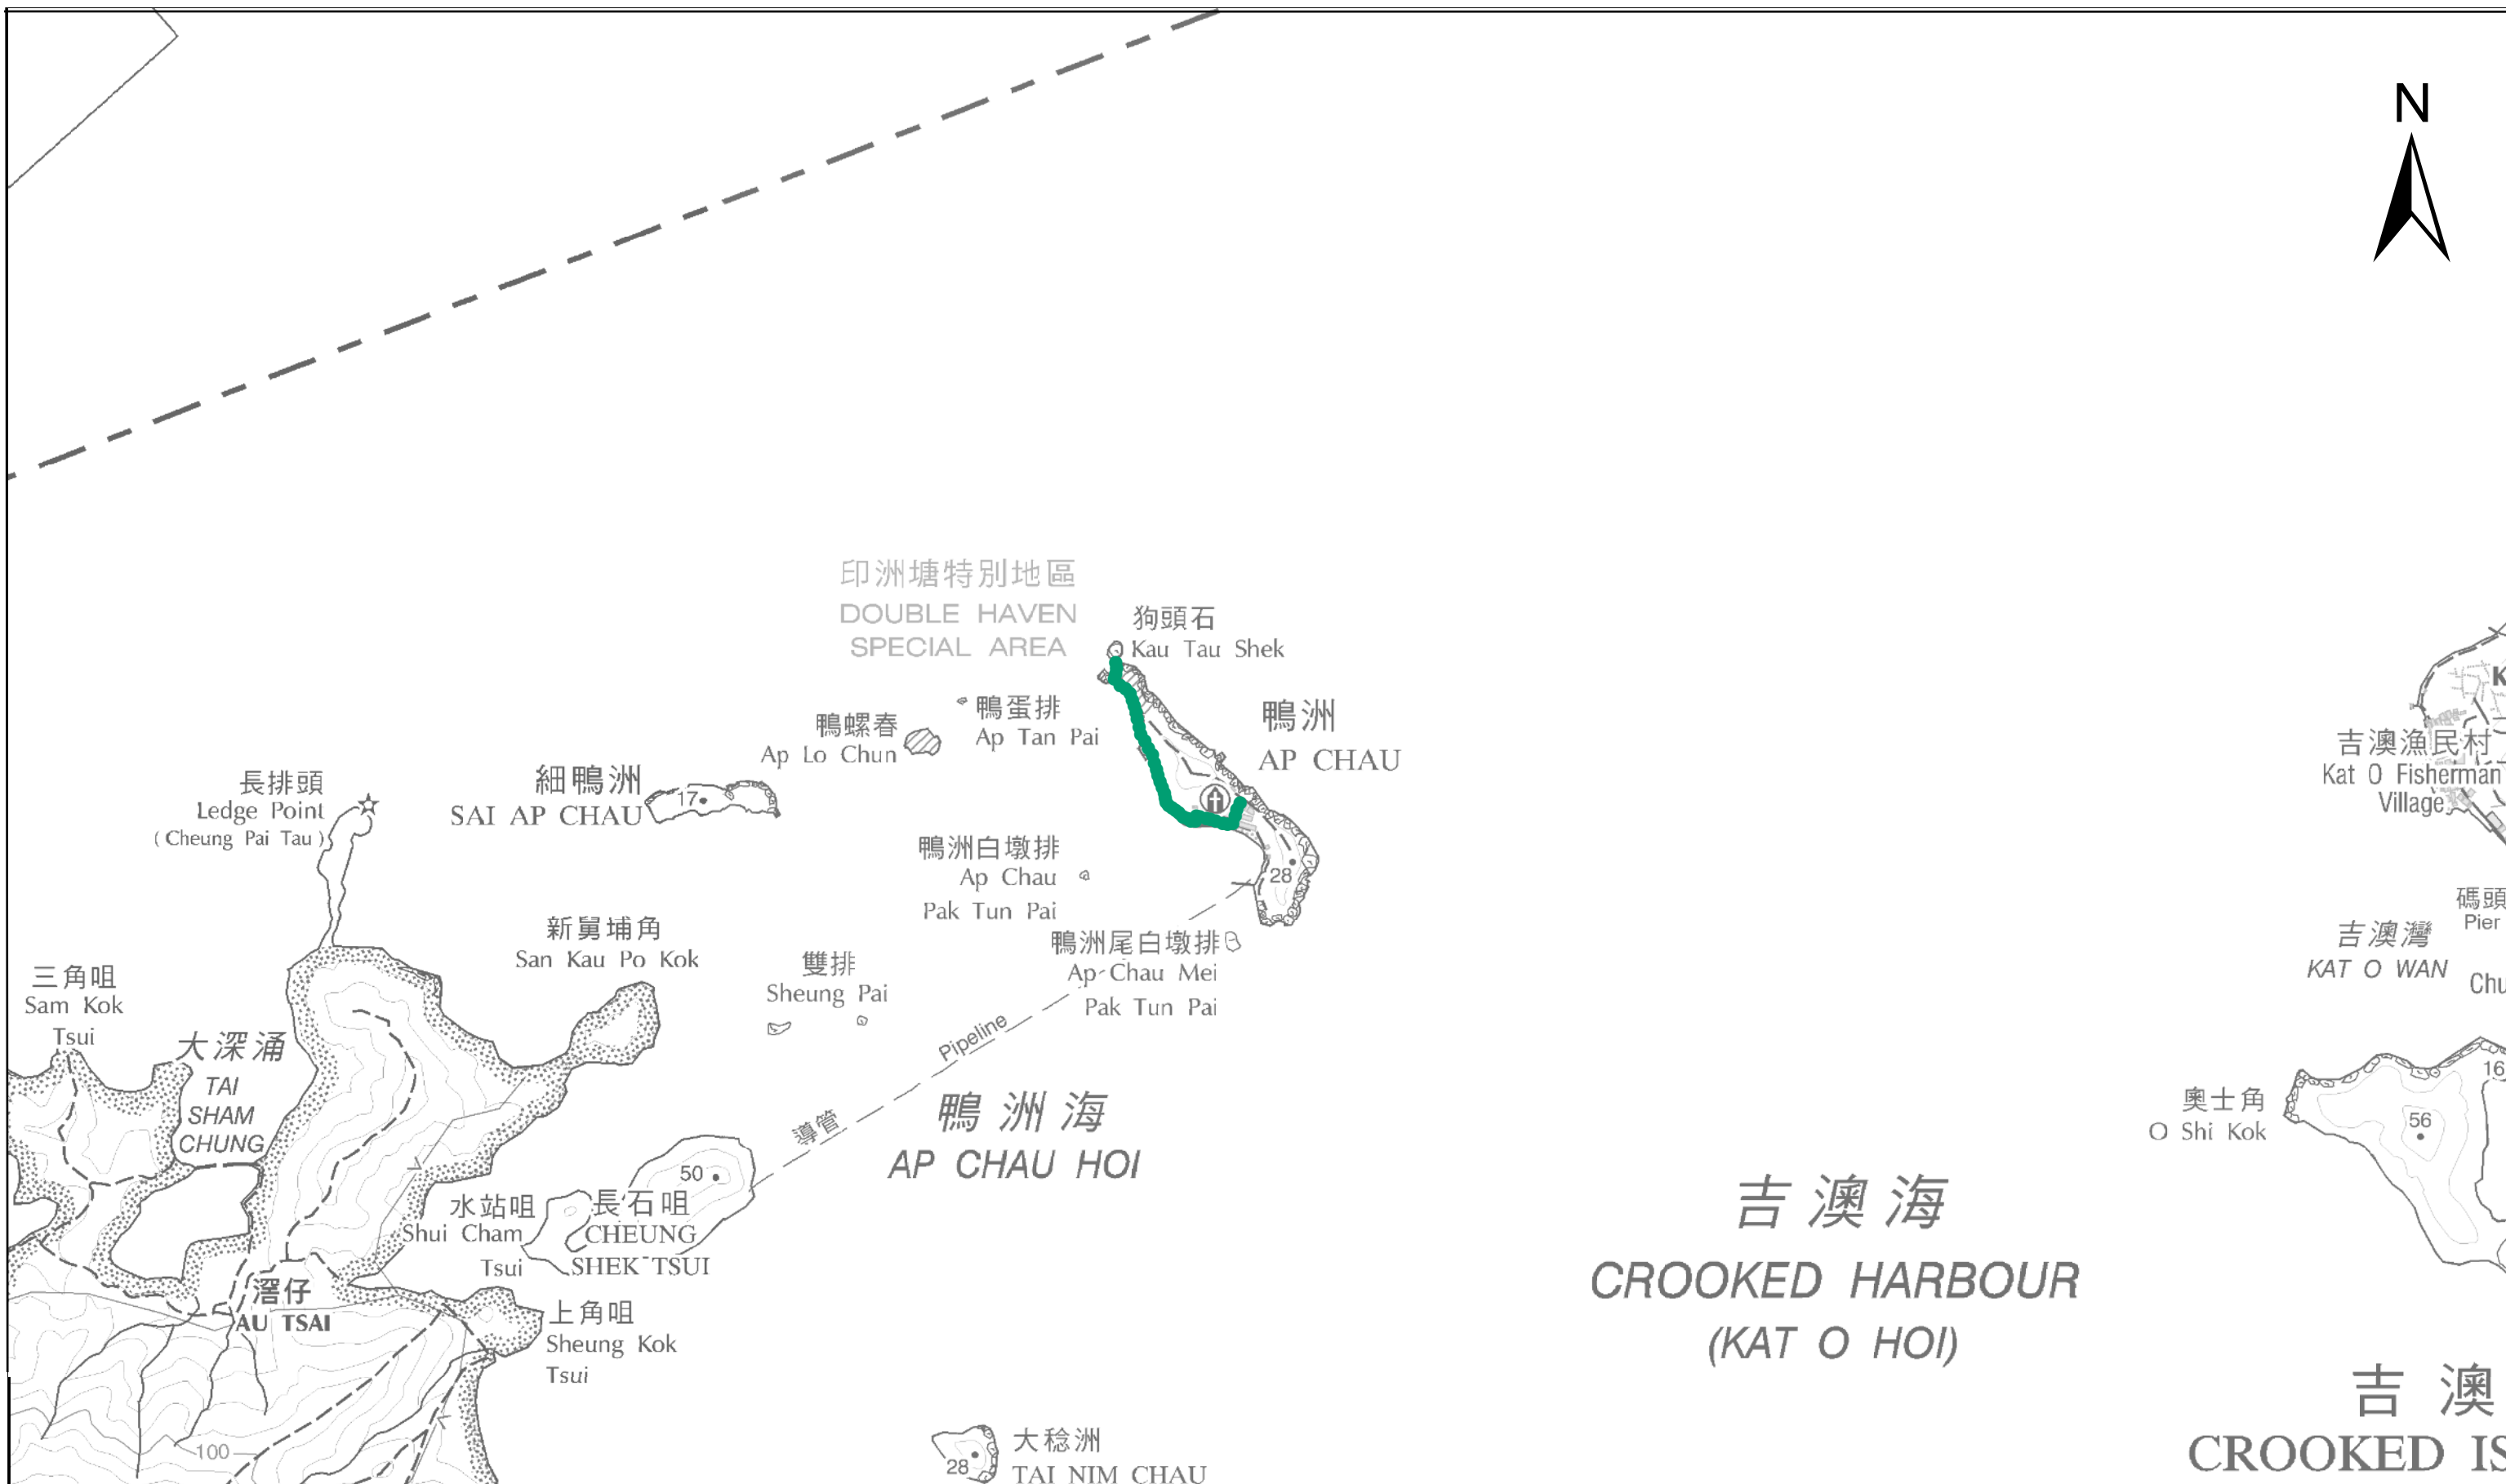 N
印洲塘特別地區
DOUBLE HAVEN
SPECIAL AREA
狗頭石
Kau Tau Shek
鴨蛋排
Ap Tan Pai
鴨螺春
Ap Lo Chun
鴨洲
AP CHAU
長排頭
Ledge Point
( Cheung Pai Tau )
細鴨洲
SAI AP CHAU
17
吉澳漁民村
Kat O Fisherman
Village
K
鴨洲白墩排
Ap Chau
Pak Tun Pai
28
碼頭
Pier
吉澳灣
KAT O WAN
Chu
新舅埔角
San Kau Po Kok
雙排
Sheung Pai
鴨洲尾白墩排
Ap Chau Mei
Pak Tun Pai
三角咀
Sam Kok
Tsui
大深涌
TAI
SHAM
CHUNG
Pipeline
導管
鴨洲海
AP CHAU HOI
16
奧士角
O Shi Kok
56
50
水站咀
Shui Cham
Tsui
長石咀
CHEUNG
SHEK TSUI
吉澳海
CROOKED HARBOUR
(KAT O HOI)
滘仔
AU TSAI
上角咀
Sheung Kok
Tsui
100
吉澳
CROOKED IS
28
大稔洲
TAI NIM CHAU